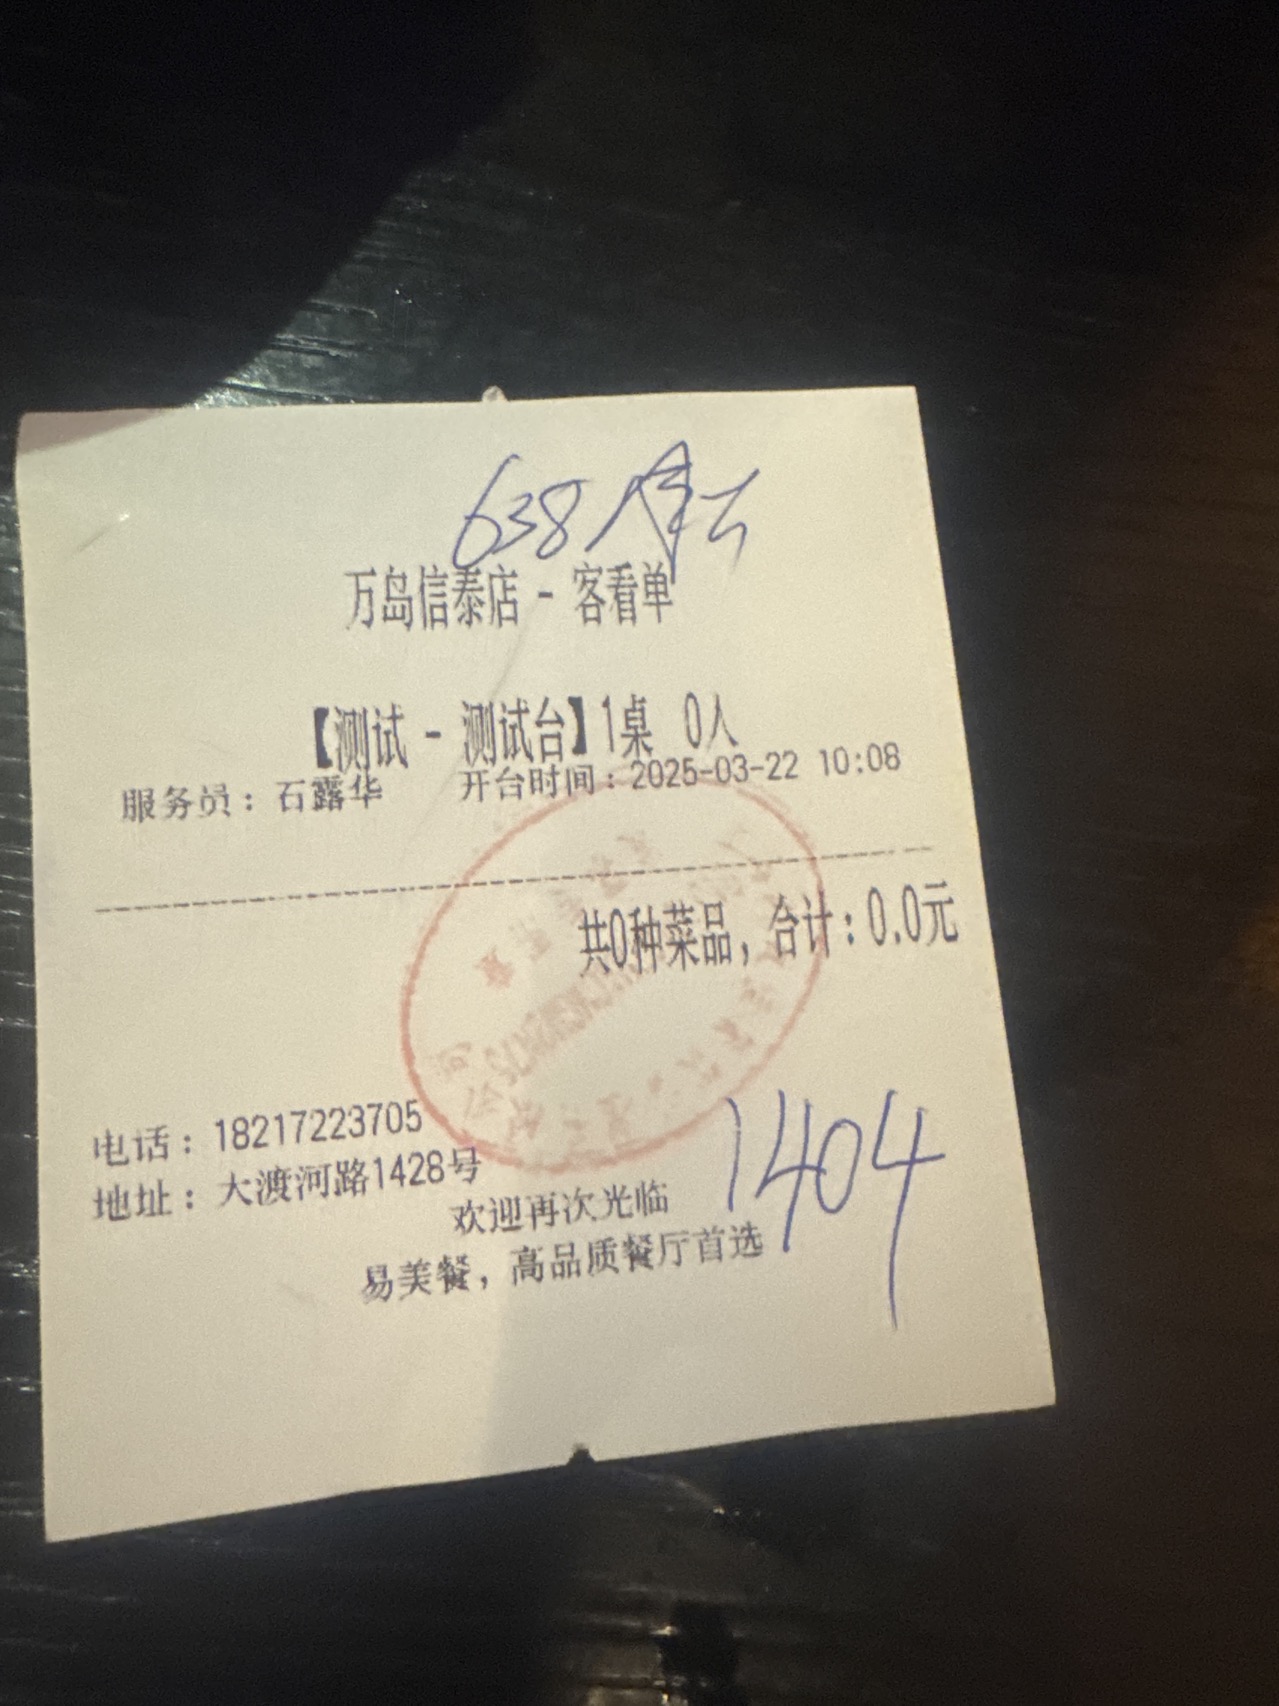 638
万岛信泰店 - 客看单
【测试 - 测试台】1桌 0人
服务员：石露华 开台时间：2025-03-22 10:08
共0种菜品，合计：0.0元
1404
电话：18217223705
地址：大渡河路1428号
欢迎再次光临
易美餐，高品质餐厅首选